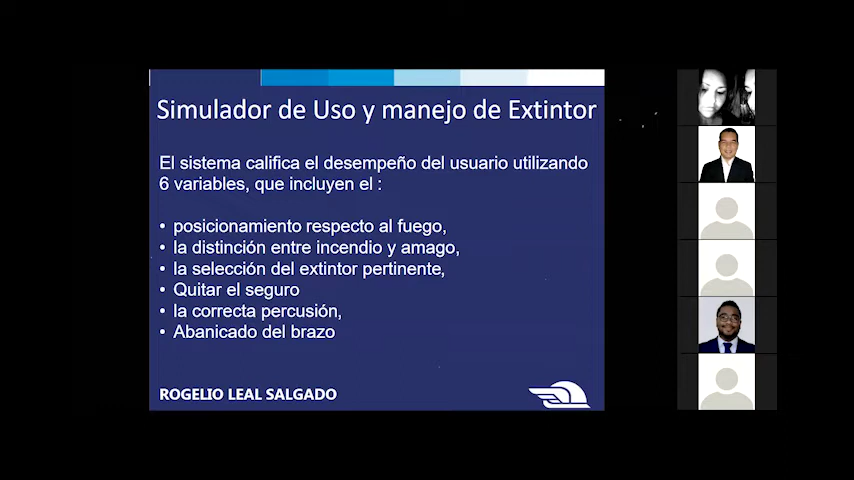 Simulador de Uso y manejo de Extintor
El sistema califica el desempeño del usuario utilizando
6 variables, que incluyen el :
• posicionamiento respecto al fuego,
• la distinción entre incendio y amago,
• la selección del extintor pertinente,
• Quitar el seguro
• la correcta percusión,
• Abanicado del brazo
ROGELIO LEAL SALGADO